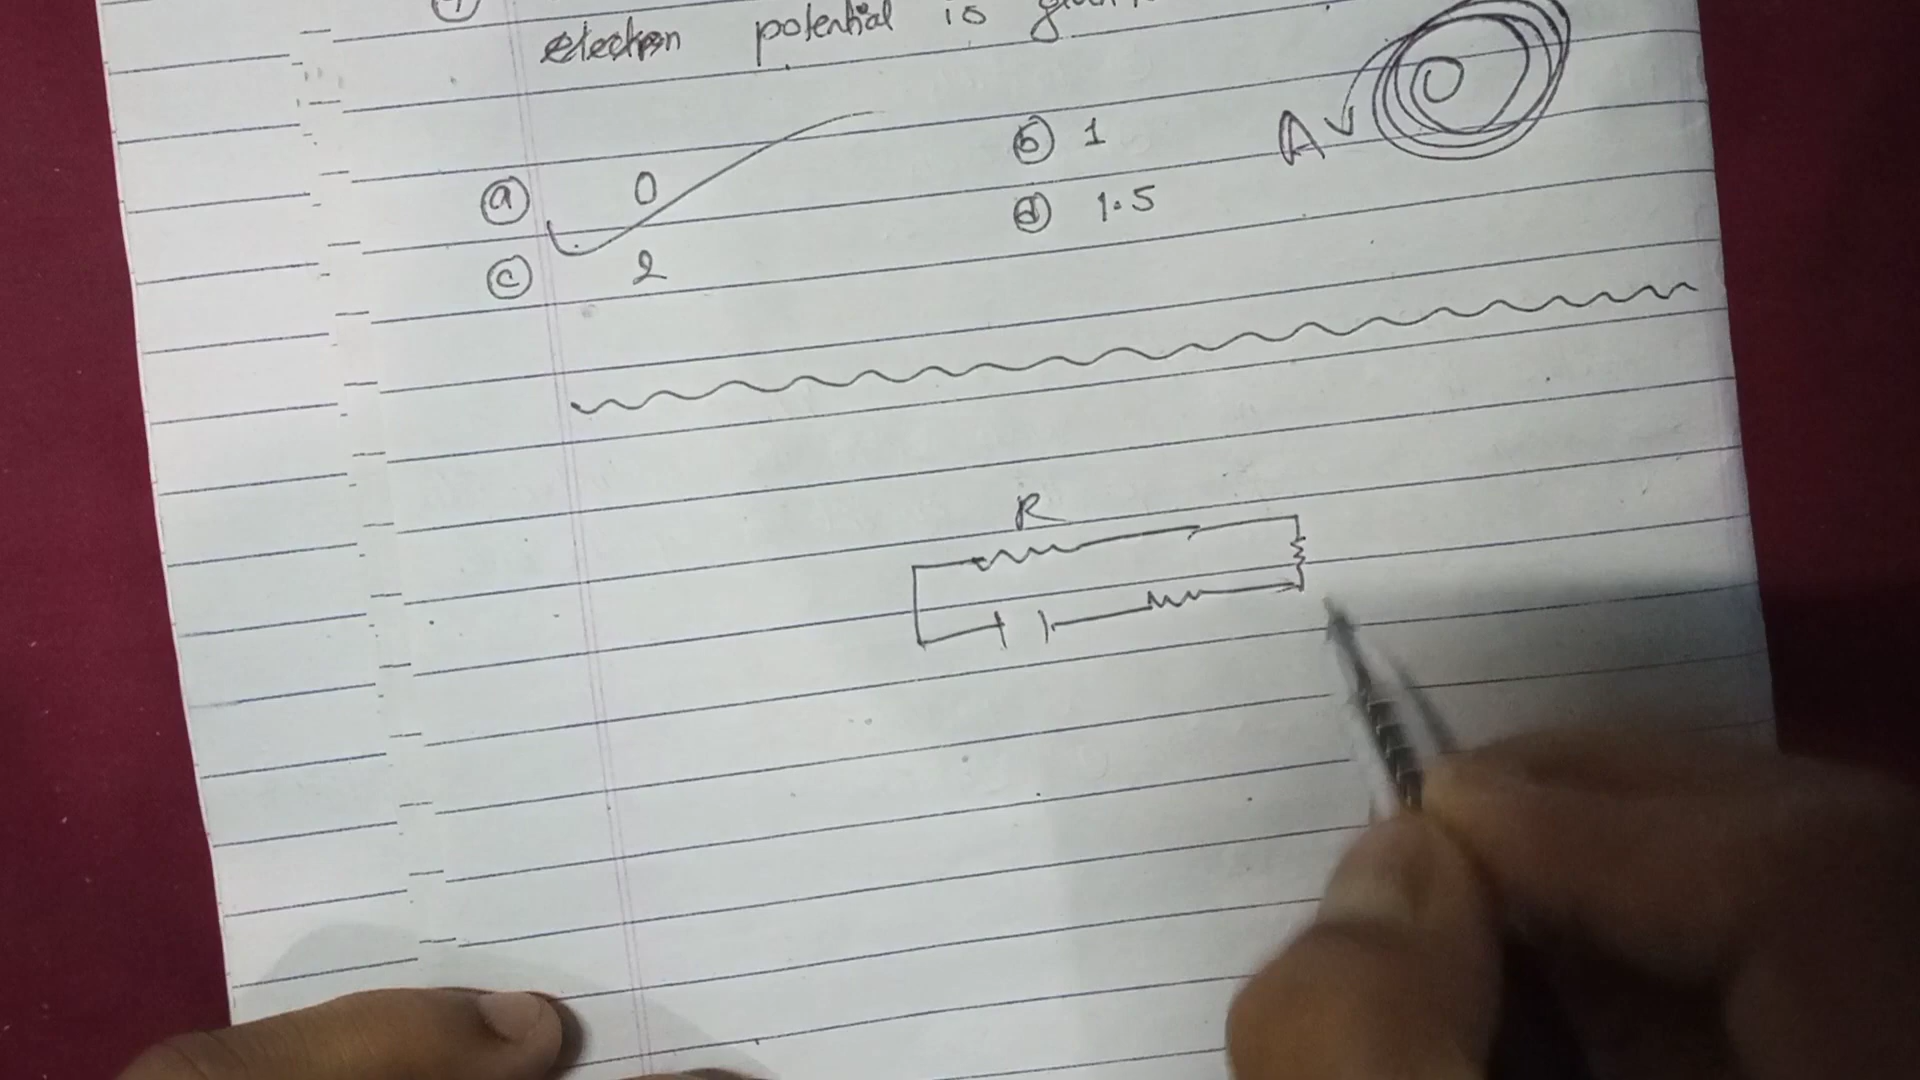 electron potential is
ⓐ 0 ⓑ 1
A
ⓒ 2 ⓓ 1.5
R